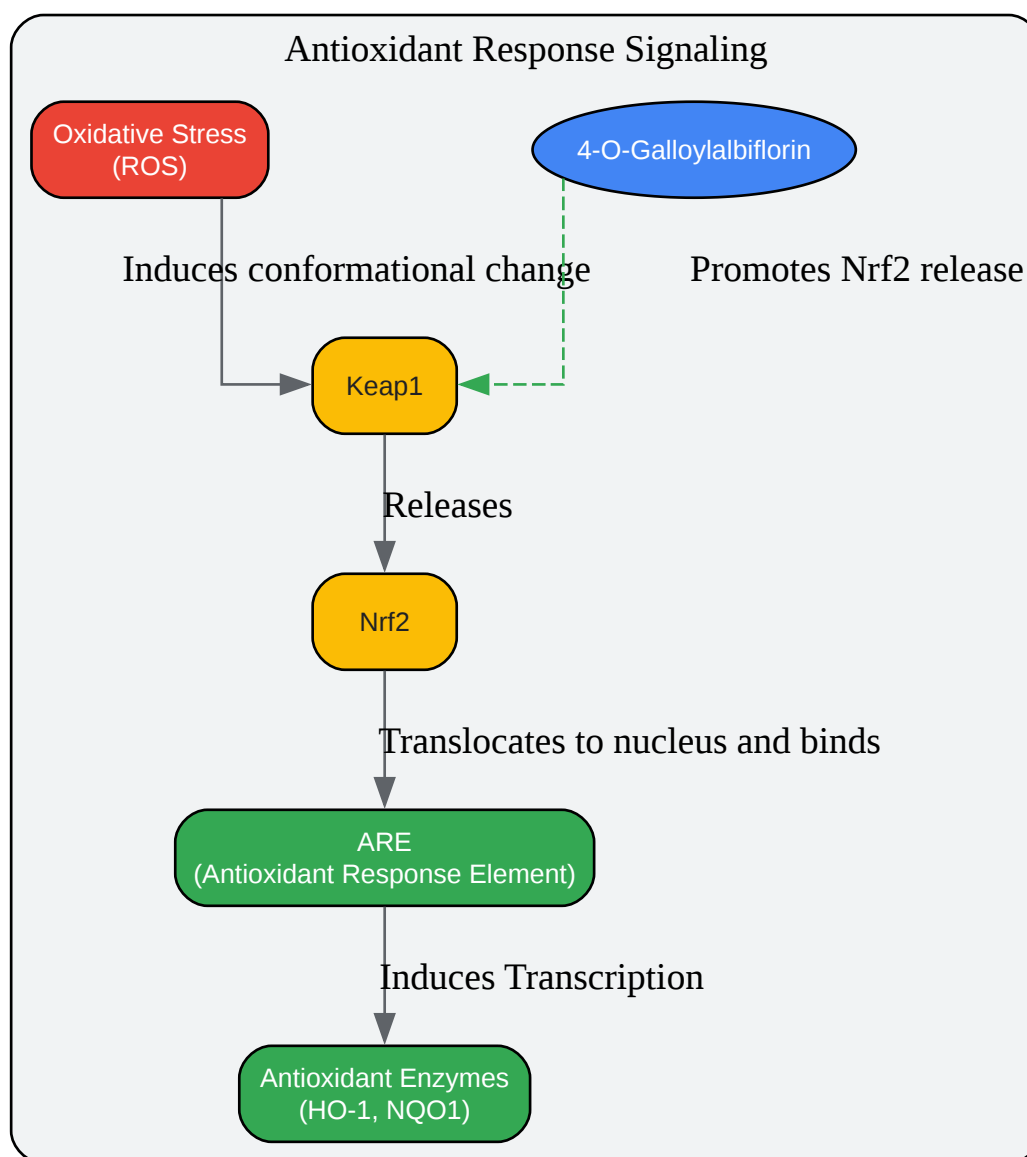 Antioxidant Response Signaling
Oxidative Stress
(ROS)
4-O-Galloylalbiflorin
Induces conformational change
Promotes Nrf2 release
Keap1
Releases
Nrf2
Translocates to nucleus and binds
ARE
(Antioxidant Response Element)
Induces Transcription
Antioxidant Enzymes
(HO-1, NQO1)